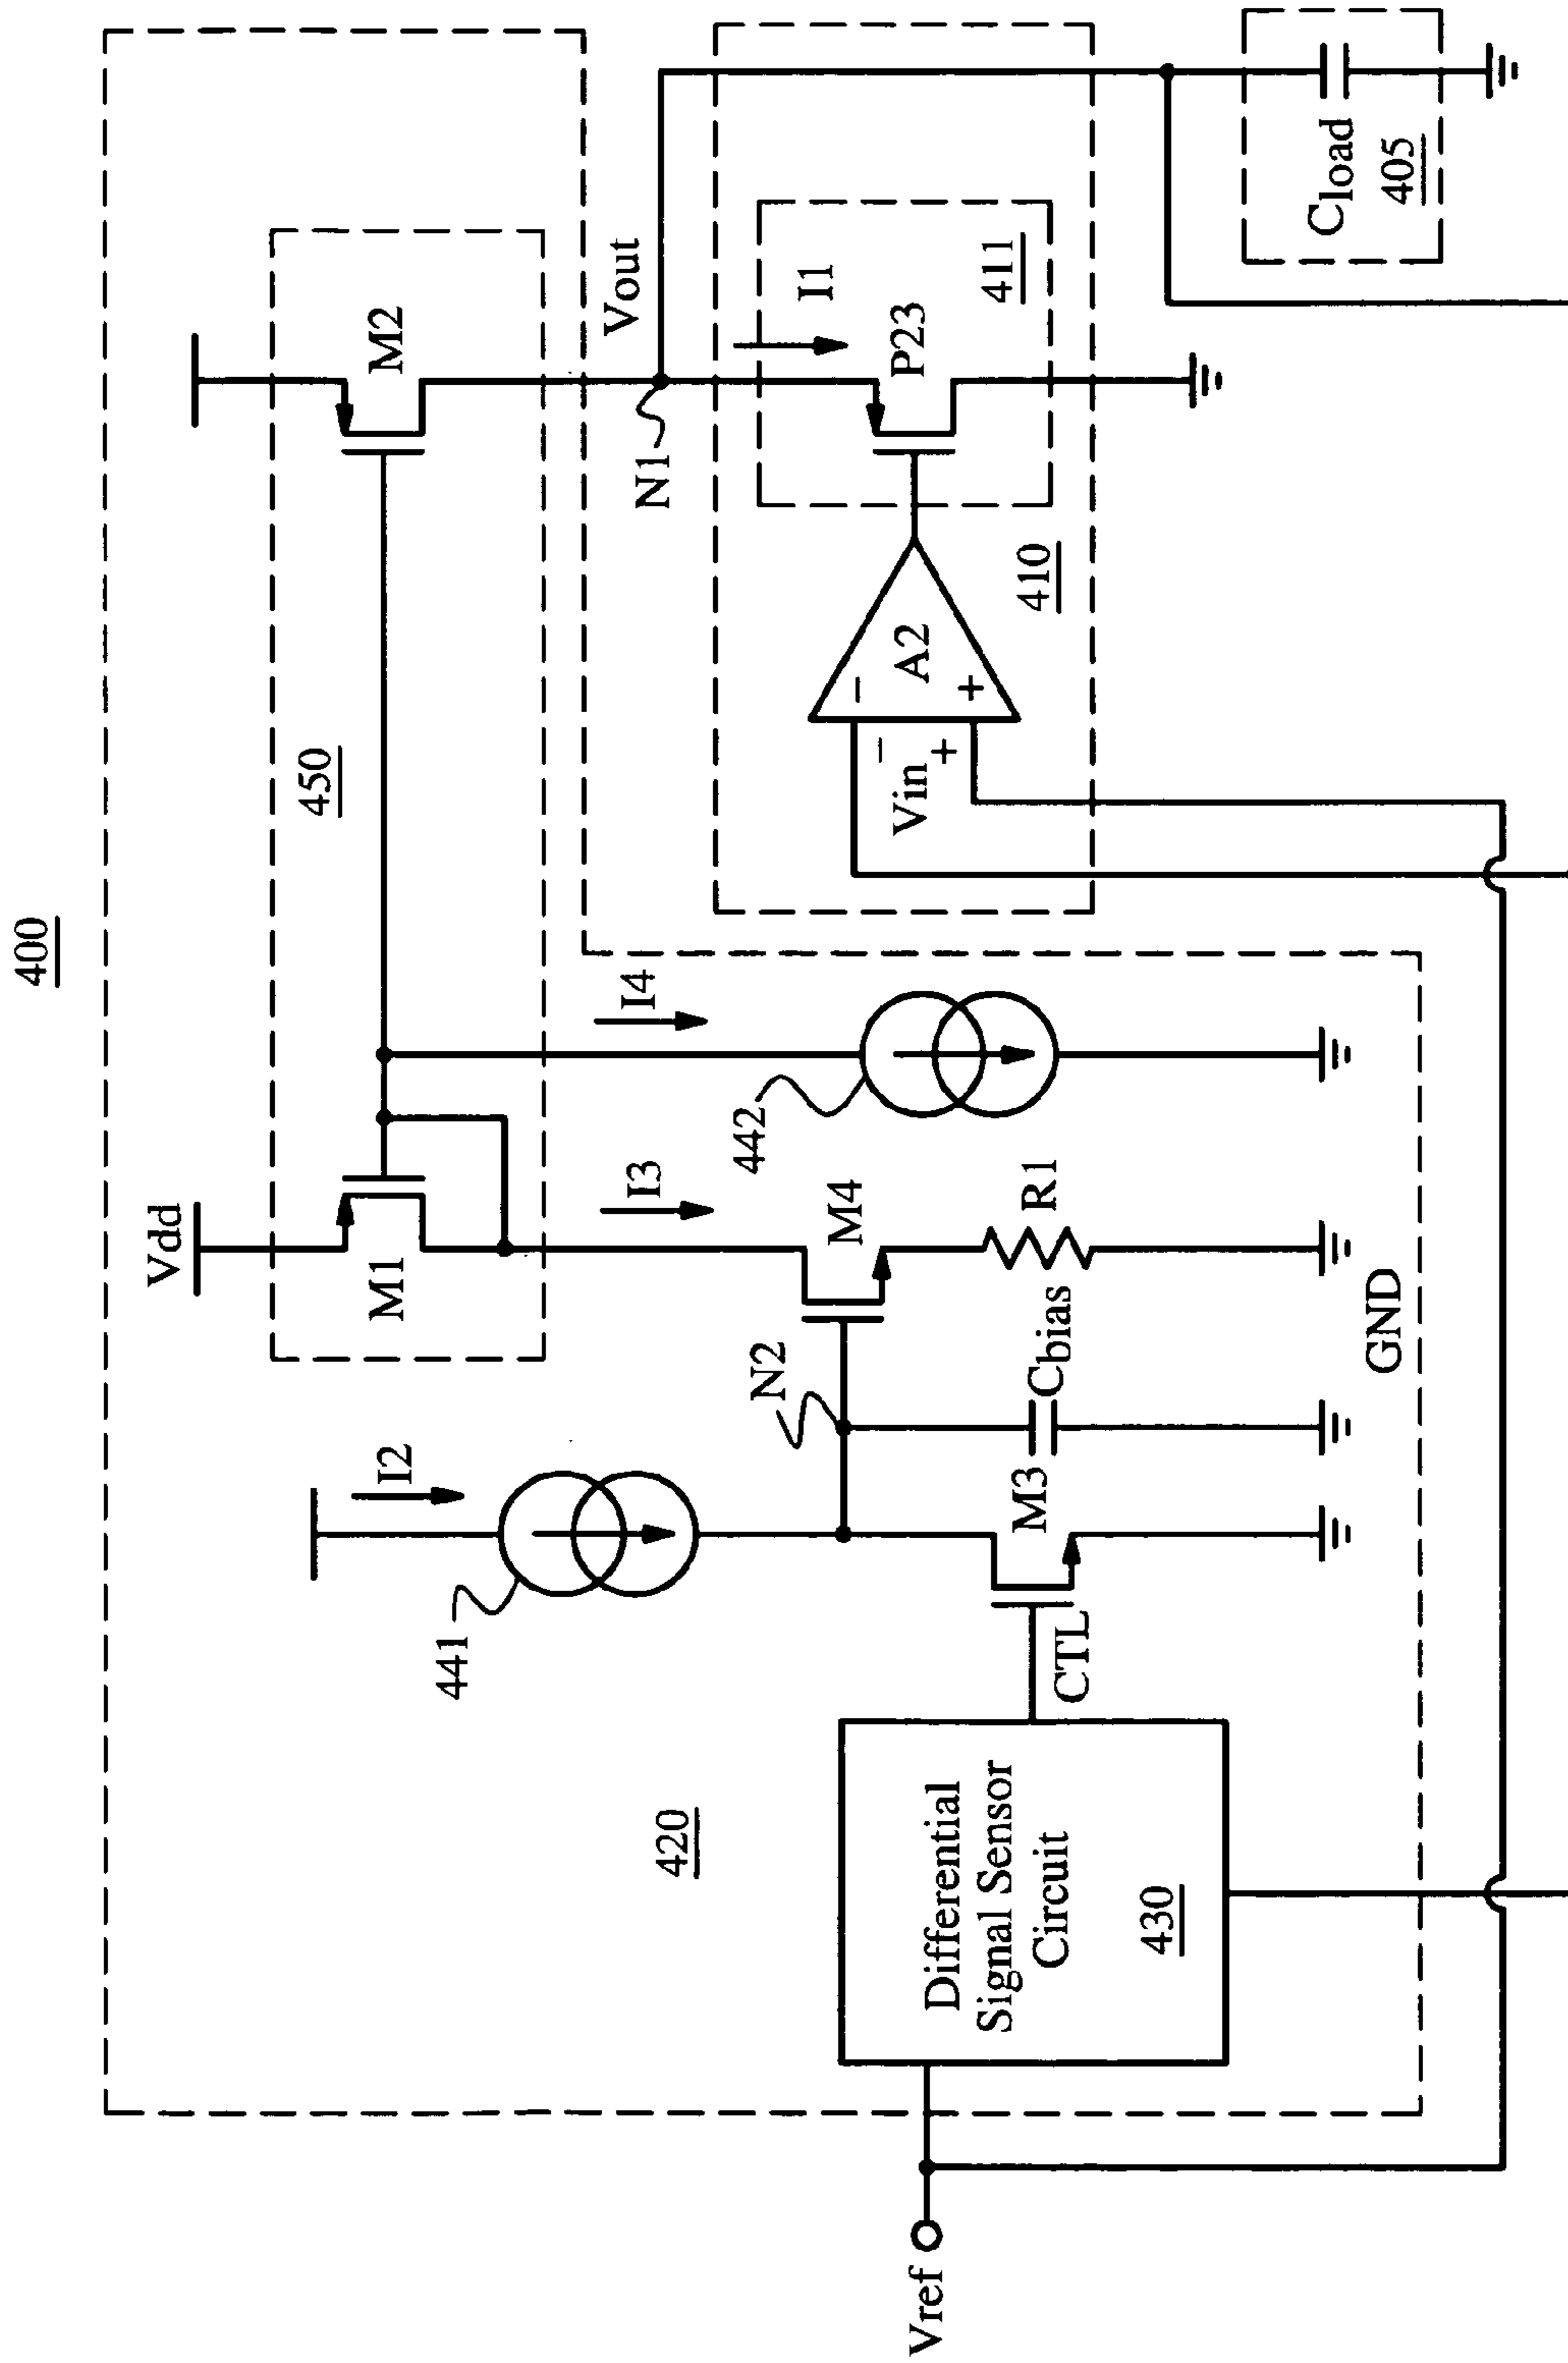 400
Vdd
M1
450
M2
I2
441
I3
I4
Vout
N1
420
N2
M4
442
Vin
−
+
−
+
A2
I1
P23
411
410
Differential
Signal Sensor
Circuit
430
CTL
M3
Cbias
R1
GND
Cload
405
Vref